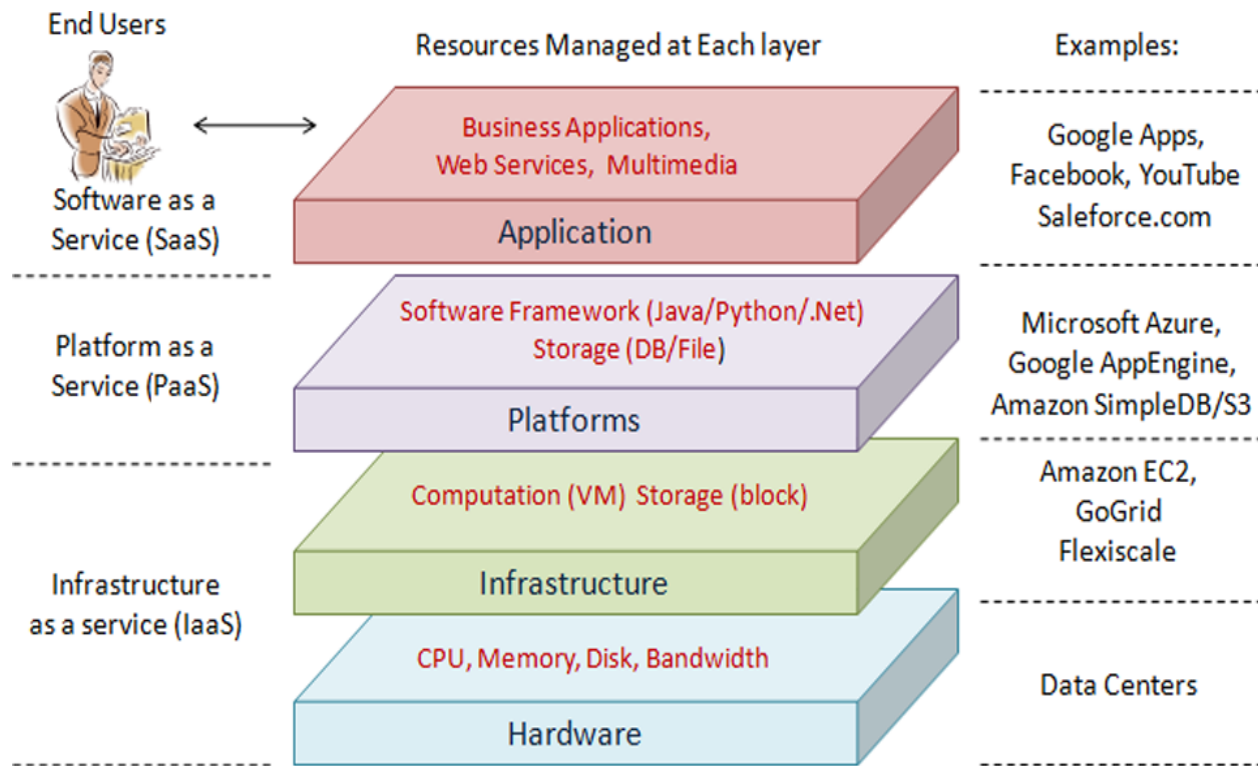 End Users
Resources Managed at Each layer
Examples:
Business Applications,
Web Services, Multimedia
Application
Software as a
Service (SaaS)
Google Apps,
Facebook, YouTube
Saleforce.com
Software Framework (Java/Python/.Net)
Storage (DB/File)
Platforms
Platform as a
Service (PaaS)
Microsoft Azure,
Google AppEngine,
Amazon SimpleDB/S3
Computation (VM) Storage (block)
Infrastructure
Amazon EC2,
GoGrid
Flexiscale
Infrastructure
as a service (IaaS)
CPU, Memory, Disk, Bandwidth
Hardware
Data Centers